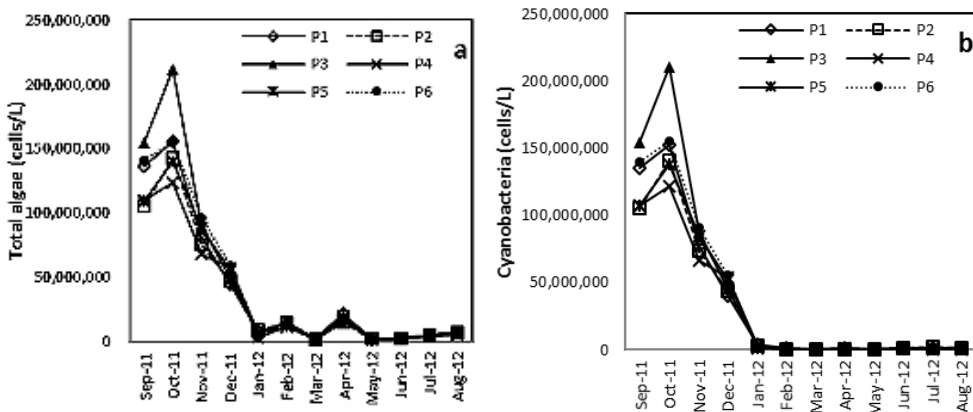 a
Total algae (cells/L)
250,000,000
200,000,000
150,000,000
100,000,000
50,000,000
0
P1 P2
P3 P4
P5 P6
Sep-11
Oct-11
Nov-11
Dec-11
Jan-12
Feb-12
Mar-12
Apr-12
May-12
Jun-12
Jul-12
Aug-12
b
Cyanobacteria (cells/L)
250,000,000
200,000,000
150,000,000
100,000,000
50,000,000
0
P1 P2
P3 P4
P5 P6
Sep-11
Oct-11
Nov-11
Dec-11
Jan-12
Feb-12
Mar-12
Apr-12
May-12
Jun-12
Jul-12
Aug-12